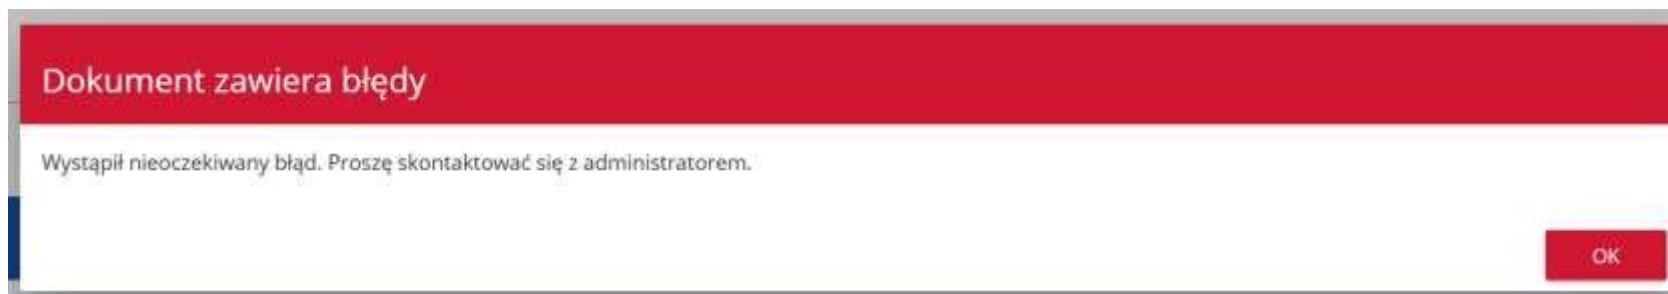 Dokument zawiera błędy
Wystąpił nieoczekiwany błąd. Proszę skontaktować się z administratorem.
OK